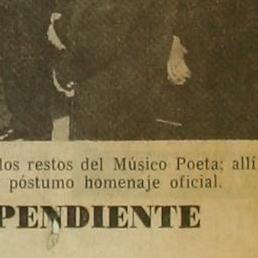 los restos del Músico Poeta; allí
póstumo homenaje oficial.
PENDIENTE